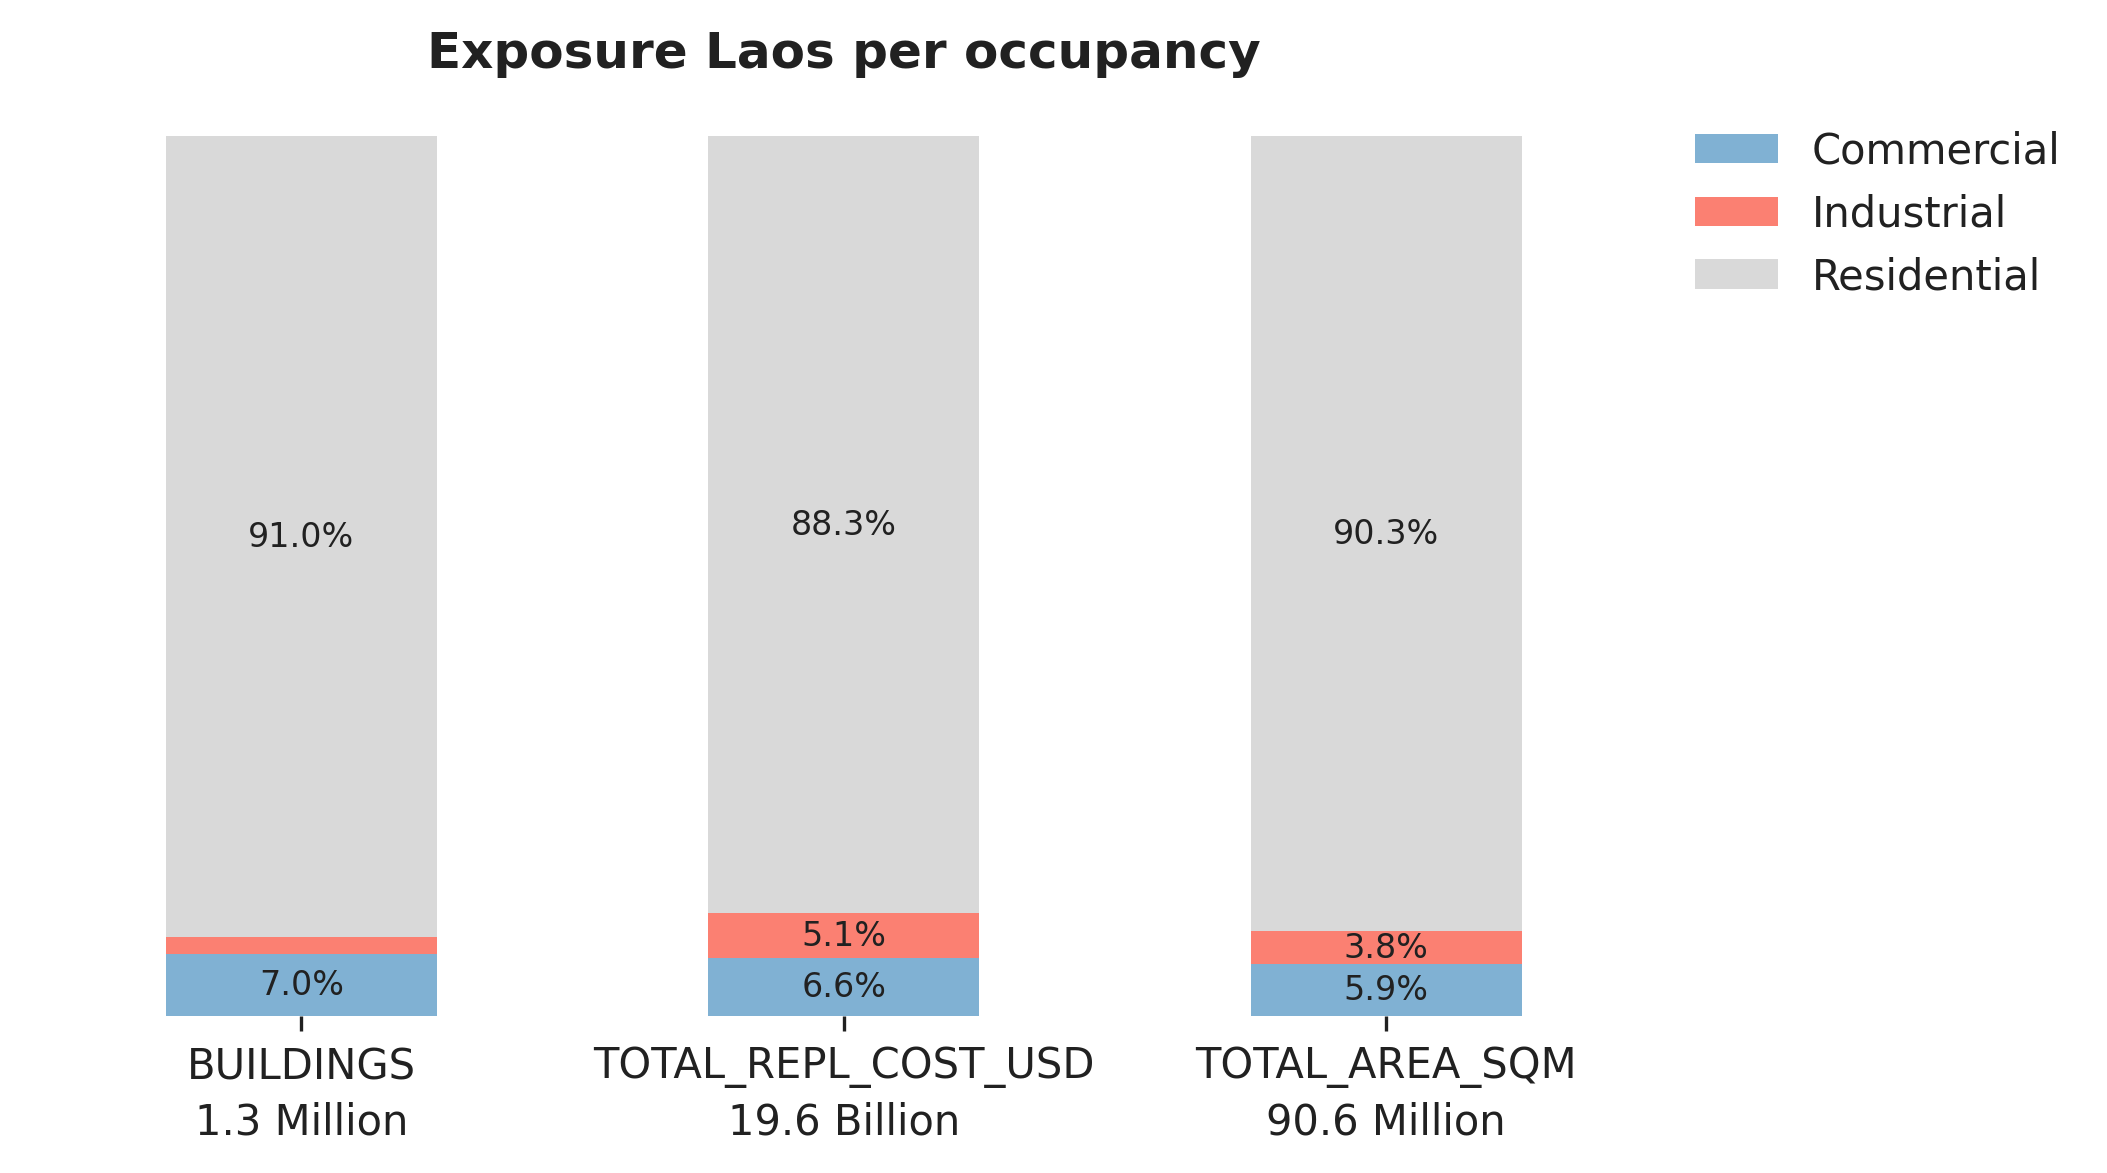 Exposure Laos per occupancy
Commercial
Industrial
Residential
91.0%
88.3%
90.3%
5.1%
3.8%
7.0%
6.6%
5.9%
BUILDINGS
1.3 Million
TOTAL_REPL_COST_USD
19.6 Billion
TOTAL_AREA_SQM
90.6 Million